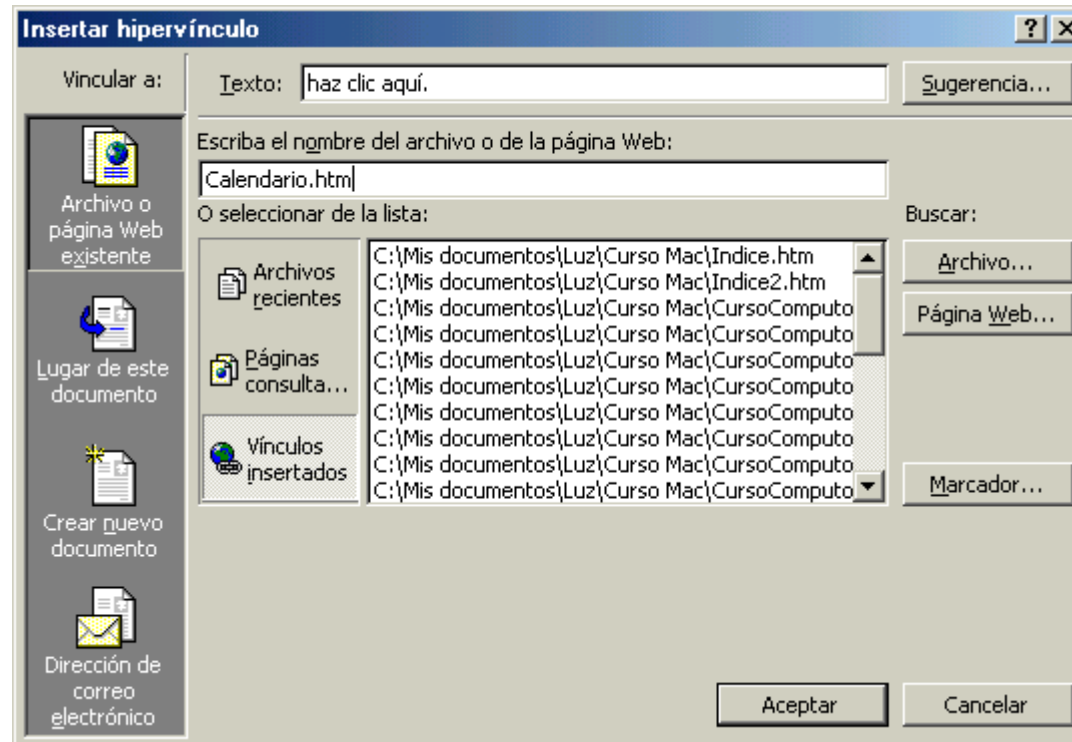 Insertar hipervínculo
Vincular a:
Texto: haz clic aquí. Sugerencia...
Escriba el nombre del archivo o de la página Web:
Calendario.htm
O seleccionar de la lista:
Buscar:
Archivo o
página Web
existente
Lugar de este
documento
Crear nuevo
documento
Dirección de
correo
electrónico
Archivos
recientes
Páginas
consulta...
Vínculos
insertados
C:\Mis documentos\Luz\Curso Mac\Indice.htm
C:\Mis documentos\Luz\Curso Mac\Indice2.htm
C:\Mis documentos\Luz\Curso Mac\CursoComputo
C:\Mis documentos\Luz\Curso Mac\CursoComputo
C:\Mis documentos\Luz\Curso Mac\CursoComputo
C:\Mis documentos\Luz\Curso Mac\CursoComputo
C:\Mis documentos\Luz\Curso Mac\CursoComputo
C:\Mis documentos\Luz\Curso Mac\CursoComputo
C:\Mis documentos\Luz\Curso Mac\CursoComputo
C:\Mis documentos\Luz\Curso Mac\CursoComputo
Archivo...
Página Web...
Marcador...
Aceptar
Cancelar